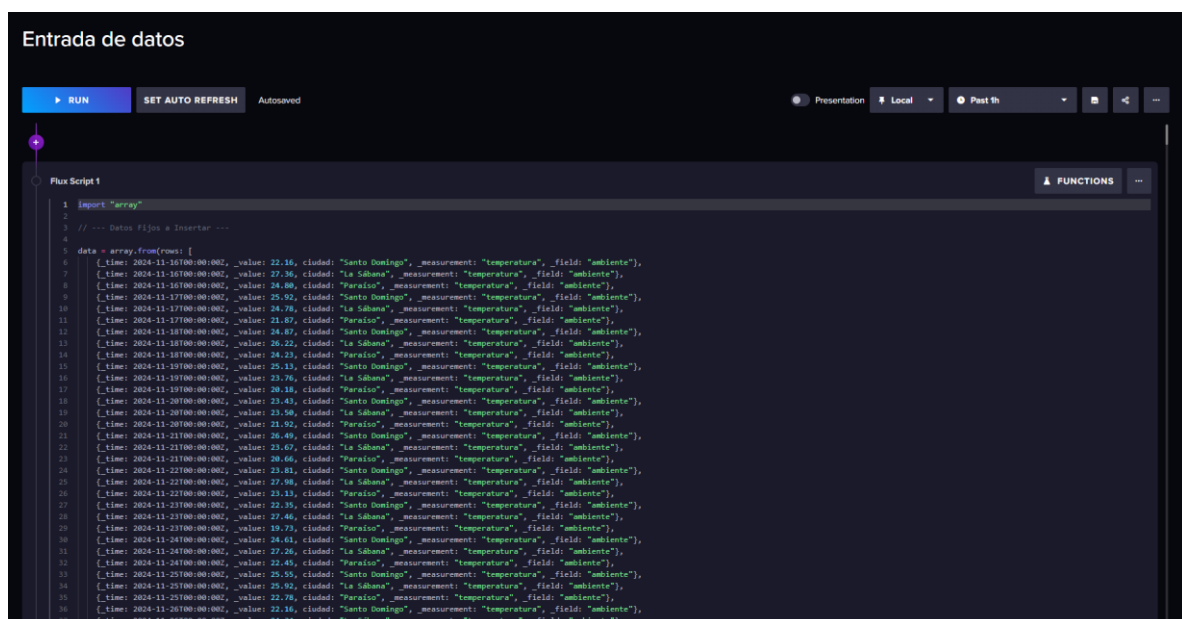 Entrada de datos
RUN SET AUTO REFRESH Autosaved Presentation Local Past 1h
Flux Script 1 FUNCTIONS
1 import "array"
2
3 // --- Datos Fijos a Insertar ---
4
5 data = array.from(rows: [
6 {_time: 2024-11-16T00:00:00Z, _value: 22.16, ciudad: "Santo Domingo", _measurement: "temperatura", _field: "ambiente"},
7 {_time: 2024-11-16T00:00:00Z, _value: 27.36, ciudad: "La Sábana", _measurement: "temperatura", _field: "ambiente"},
8 {_time: 2024-11-16T00:00:00Z, _value: 24.80, ciudad: "Paraíso", _measurement: "temperatura", _field: "ambiente"},
9 {_time: 2024-11-17T00:00:00Z, _value: 25.92, ciudad: "Santo Domingo", _measurement: "temperatura", _field: "ambiente"},
10 {_time: 2024-11-17T00:00:00Z, _value: 24.78, ciudad: "La Sábana", _measurement: "temperatura", _field: "ambiente"},
11 {_time: 2024-11-17T00:00:00Z, _value: 21.87, ciudad: "Paraíso", _measurement: "temperatura", _field: "ambiente"},
12 {_time: 2024-11-18T00:00:00Z, _value: 24.87, ciudad: "Santo Domingo", _measurement: "temperatura", _field: "ambiente"},
13 {_time: 2024-11-18T00:00:00Z, _value: 26.22, ciudad: "La Sábana", _measurement: "temperatura", _field: "ambiente"},
14 {_time: 2024-11-18T00:00:00Z, _value: 24.23, ciudad: "Paraíso", _measurement: "temperatura", _field: "ambiente"},
15 {_time: 2024-11-19T00:00:00Z, _value: 25.13, ciudad: "Santo Domingo", _measurement: "temperatura", _field: "ambiente"},
16 {_time: 2024-11-19T00:00:00Z, _value: 23.76, ciudad: "La Sábana", _measurement: "temperatura", _field: "ambiente"},
17 {_time: 2024-11-19T00:00:00Z, _value: 20.18, ciudad: "Paraíso", _measurement: "temperatura", _field: "ambiente"},
18 {_time: 2024-11-20T00:00:00Z, _value: 23.43, ciudad: "Santo Domingo", _measurement: "temperatura", _field: "ambiente"},
19 {_time: 2024-11-20T00:00:00Z, _value: 23.50, ciudad: "La Sábana", _measurement: "temperatura", _field: "ambiente"},
20 {_time: 2024-11-20T00:00:00Z, _value: 21.92, ciudad: "Paraíso", _measurement: "temperatura", _field: "ambiente"},
21 {_time: 2024-11-21T00:00:00Z, _value: 26.49, ciudad: "Santo Domingo", _measurement: "temperatura", _field: "ambiente"},
22 {_time: 2024-11-21T00:00:00Z, _value: 23.67, ciudad: "La Sábana", _measurement: "temperatura", _field: "ambiente"},
23 {_time: 2024-11-21T00:00:00Z, _value: 20.66, ciudad: "Paraíso", _measurement: "temperatura", _field: "ambiente"},
24 {_time: 2024-11-22T00:00:00Z, _value: 23.81, ciudad: "Santo Domingo", _measurement: "temperatura", _field: "ambiente"},
25 {_time: 2024-11-22T00:00:00Z, _value: 27.98, ciudad: "La Sábana", _measurement: "temperatura", _field: "ambiente"},
26 {_time: 2024-11-22T00:00:00Z, _value: 23.13, ciudad: "Paraíso", _measurement: "temperatura", _field: "ambiente"},
27 {_time: 2024-11-23T00:00:00Z, _value: 22.35, ciudad: "Santo Domingo", _measurement: "temperatura", _field: "ambiente"},
28 {_time: 2024-11-23T00:00:00Z, _value: 27.46, ciudad: "La Sábana", _measurement: "temperatura", _field: "ambiente"},
29 {_time: 2024-11-23T00:00:00Z, _value: 19.73, ciudad: "Paraíso", _measurement: "temperatura", _field: "ambiente"},
30 {_time: 2024-11-24T00:00:00Z, _value: 24.61, ciudad: "Santo Domingo", _measurement: "temperatura", _field: "ambiente"},
31 {_time: 2024-11-24T00:00:00Z, _value: 27.26, ciudad: "La Sábana", _measurement: "temperatura", _field: "ambiente"},
32 {_time: 2024-11-24T00:00:00Z, _value: 22.45, ciudad: "Paraíso", _measurement: "temperatura", _field: "ambiente"},
33 {_time: 2024-11-25T00:00:00Z, _value: 25.55, ciudad: "Santo Domingo", _measurement: "temperatura", _field: "ambiente"},
34 {_time: 2024-11-25T00:00:00Z, _value: 25.92, ciudad: "La Sábana", _measurement: "temperatura", _field: "ambiente"},
35 {_time: 2024-11-25T00:00:00Z, _value: 22.78, ciudad: "Paraíso", _measurement: "temperatura", _field: "ambiente"},
36 {_time: 2024-11-26T00:00:00Z, _value: 22.16, ciudad: "Santo Domingo", _measurement: "temperatura", _field: "ambiente"},